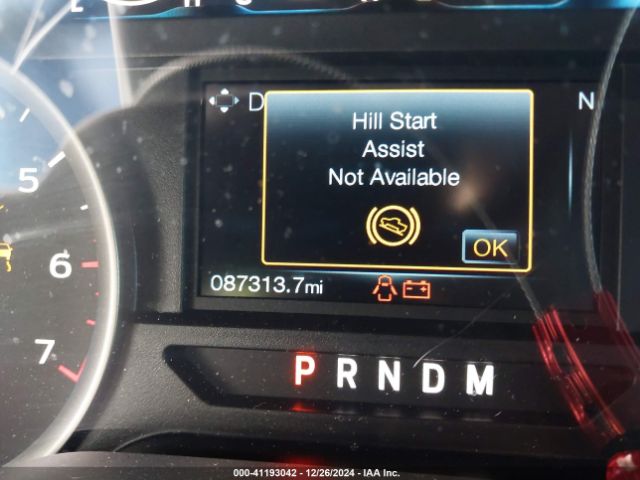 D
N
Hill Start
Assist
Not Available
OK
087313.7mi
5
6
7
P R N D M
000-41193042 - 12/26/2024 - IAA Inc.